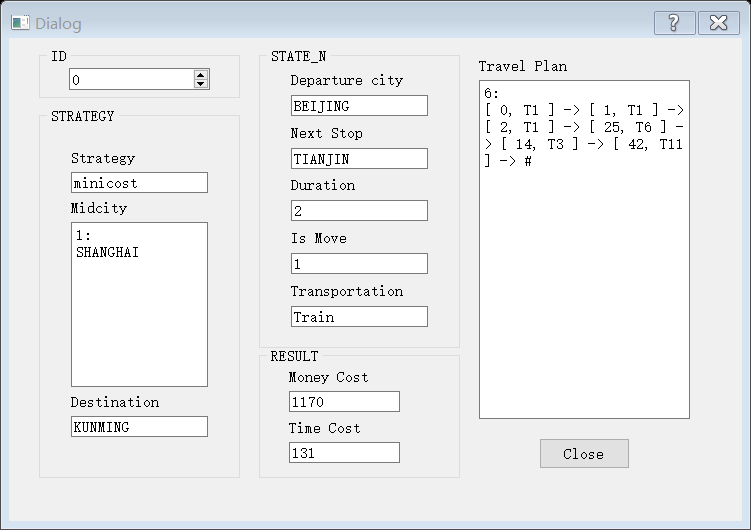 Dialog
ID
0
STRATEGY
Strategy
minicost
Midcity
1:
SHANGHAI
Destination
KUNMING
STATE_N
Departure city
BEIJING
Next Stop
TIANJIN
Duration
2
Is Move
1
Transportation
Train
RESULT
Money Cost
1170
Time Cost
131
Travel Plan
6:
[ 0, T1 ] -> [ 1, T1 ] ->
[ 2, T1 ] -> [ 25, T6 ] -
> [ 14, T3 ] -> [ 42, T11
] -> #
Close